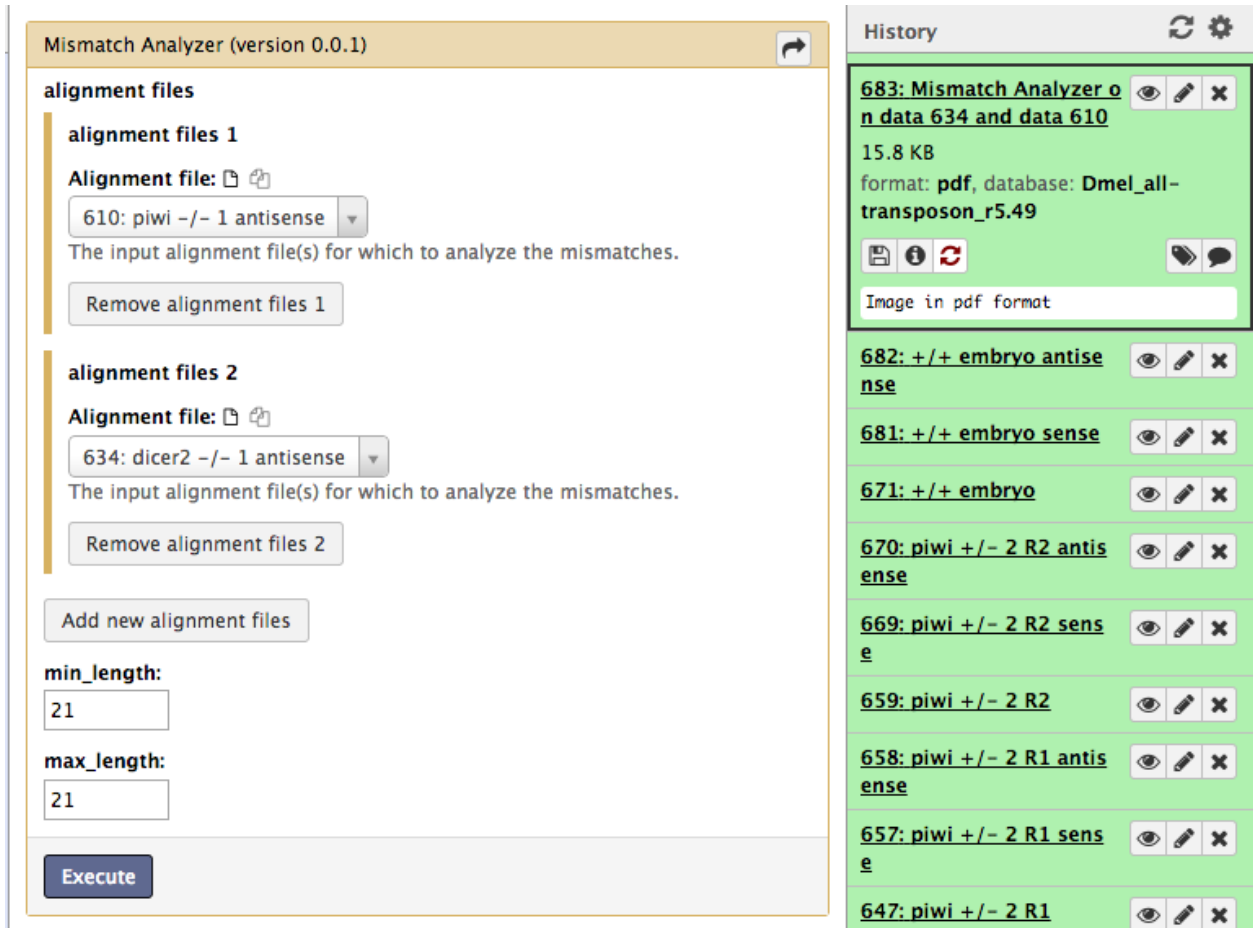 Mismatch Analyzer (version 0.0.1)
alignment files
alignment files 1
Alignment file:
610: piwi -/- 1 antisense
The input alignment file(s) for which to analyze the mismatches.
Remove alignment files 1
alignment files 2
Alignment file:
634: dicer2 -/- 1 antisense
The input alignment file(s) for which to analyze the mismatches.
Remove alignment files 2
Add new alignment files
min_length:
21
max_length:
21
Execute
History
683: Mismatch Analyzer o
n data 634 and data 610
15.8 KB
format: pdf, database: Dmel_all-
transposon_r5.49
Image in pdf format
682: +/+ embryo antise
nse
681: +/+ embryo sense
671: +/+ embryo
670: piwi +/- 2 R2 antis
ense
669: piwi +/- 2 R2 sens
e
659: piwi +/- 2 R2
658: piwi +/- 2 R1 antis
ense
657: piwi +/- 2 R1 sens
e
647: piwi +/- 2 R1